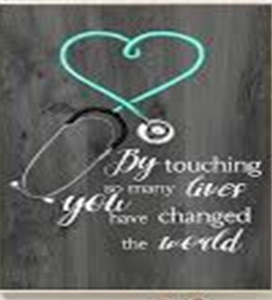 By touching
so many lives
you have changed
the world